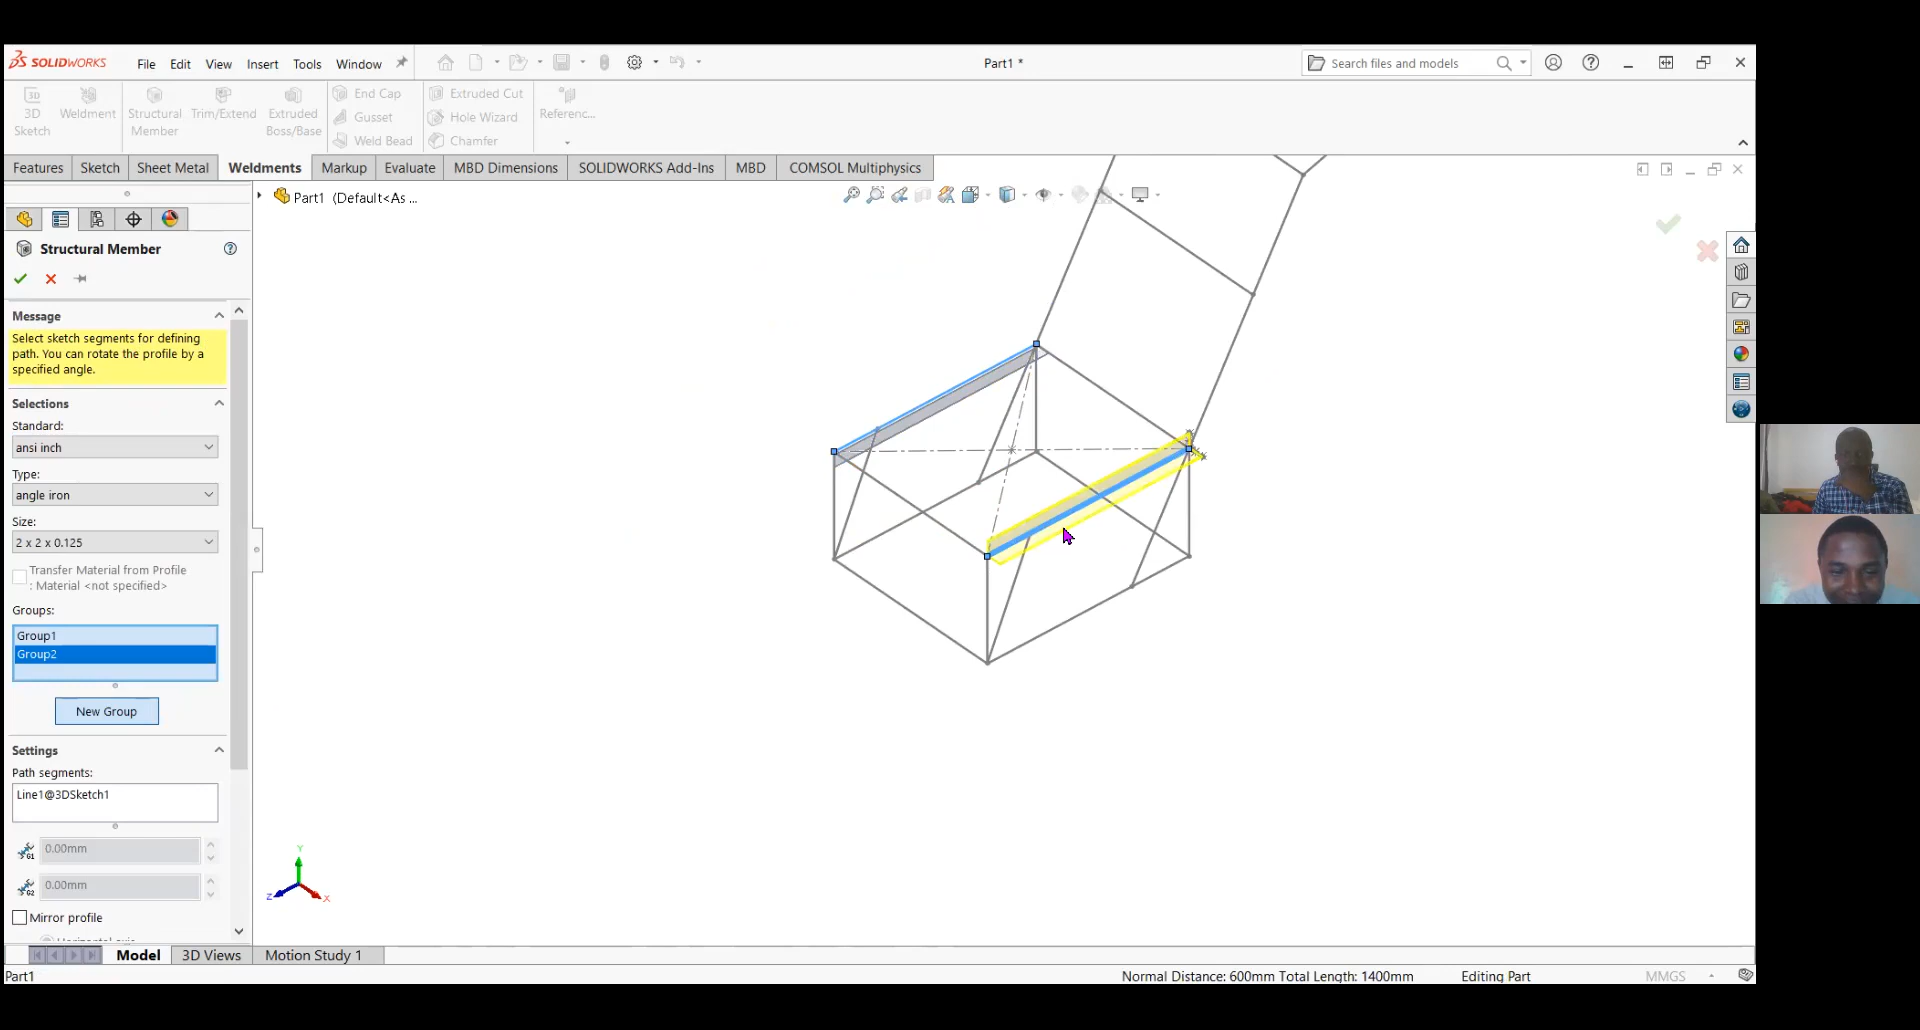 SOLIDWORKS File Edit View Insert Tools Window Part1 * Search files and models
3D Sketch Weldment Structural Member Trim/Extend Extruded Boss/Base End Cap Gusset Weld Bead Extruded Cut Hole Wizard Chamfer Referenc...
Features Sketch Sheet Metal Weldments Markup Evaluate MBD Dimensions SOLIDWORKS Add-Ins MBD COMSOL Multiphysics
Part1 (Default<As ...
Structural Member
Message
Select sketch segments for defining
path. You can rotate the profile by a
specified angle.
Selections
Standard:
ansi inch
Type:
angle iron
Size:
2 x 2 x 0.125
Transfer Material from Profile
: Material <not specified>
Groups:
Group1
Group2
New Group
Settings
Path segments:
Line1@3DSketch1
G1 0.00mm
G2 0.00mm
Mirror profile
Y
Z X
Model 3D Views Motion Study 1
Part1 Normal Distance: 600mm Total Length: 1400mm Editing Part MMGS